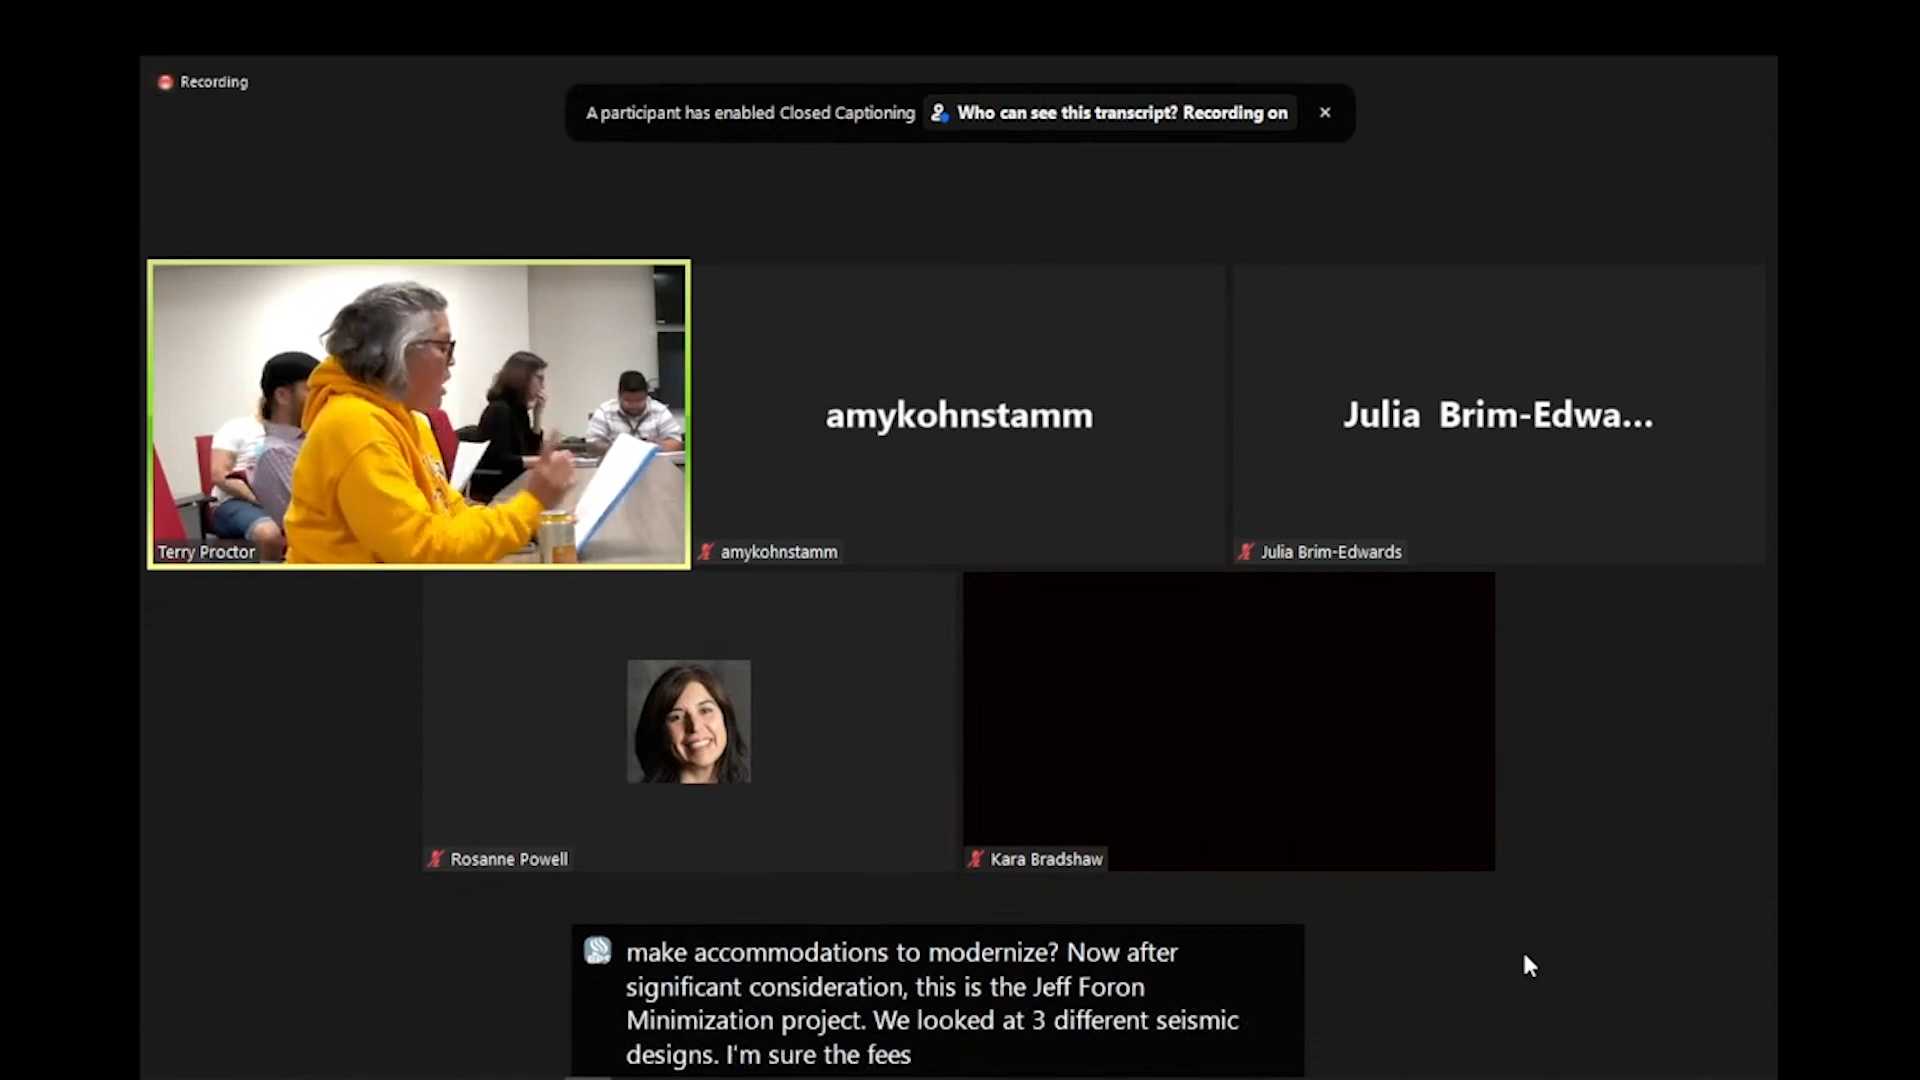 Recording
A participant has enabled Closed Captioning Who can see this transcript? Recording on
amykohnstamm
Julia Brim-Edwa...
Terry Proctor
amykohnstamm
Julia Brim-Edwards
Rosanne Powell
Kara Bradshaw
make accommodations to modernize? Now after
significant consideration, this is the Jeff Foron
Minimization project. We looked at 3 different seismic
designs. I'm sure the fees